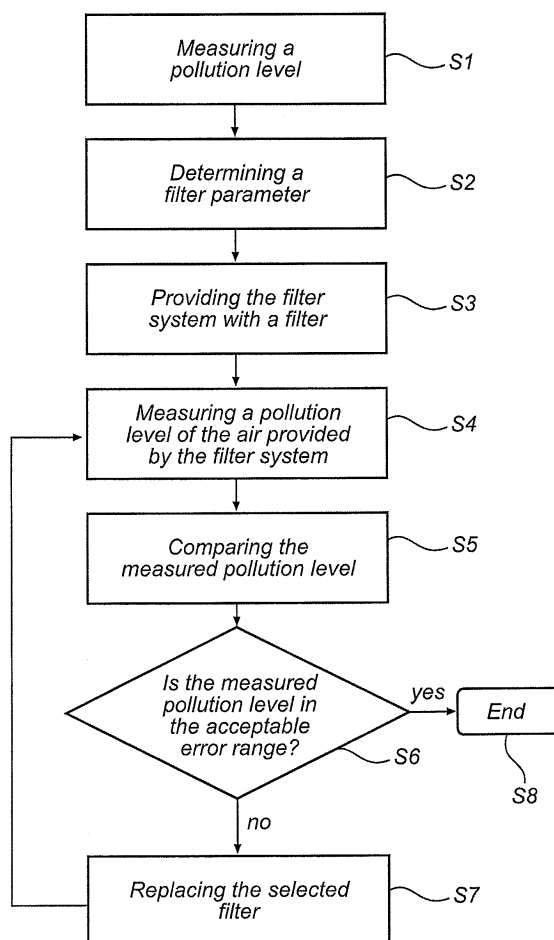 Measuring a
pollution level
S1
Determining a
filter parameter
S2
Providing the filter
system with a filter
S3
Measuring a pollution
level of the air provided
by the filter system
S4
Comparing the
measured pollution level
S5
Is the measured
pollution level in
the acceptable
error range?
S6
yes
End
S8
no
Replacing the selected
filter
S7